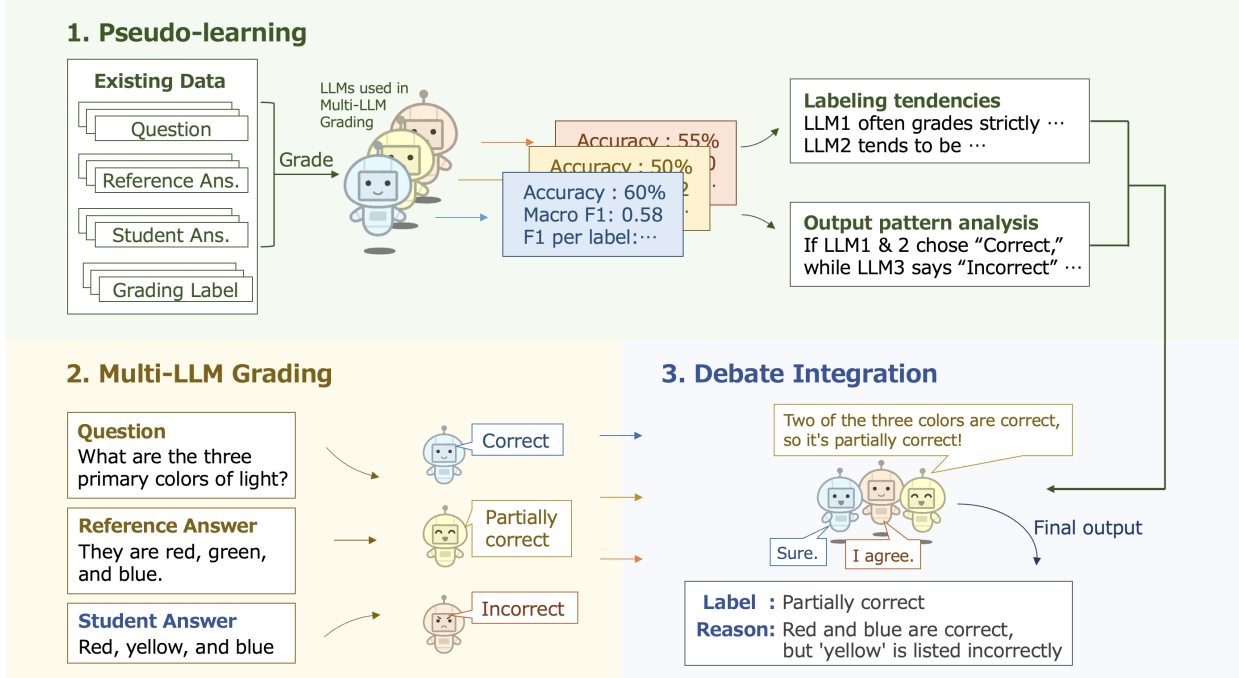 1. Pseudo-learning
Existing Data
Question
Reference Ans.
Student Ans.
Grading Label
Grade
LLMs used in
Multi-LLM
Grading
Accuracy : 55%
0
.
Accuracy : 50%
2
.
Accuracy : 60%
Macro F1: 0.58
F1 per label:⋯
Labeling tendencies
LLM1 often grades strictly ⋯
LLM2 tends to be ⋯
Output pattern analysis
If LLM1 & 2 chose “Correct,”
while LLM3 says “Incorrect” ⋯
2. Multi-LLM Grading
Question
What are the three
primary colors of light?
Reference Answer
They are red, green,
and blue.
Student Answer
Red, yellow, and blue
Correct
Partially
correct
Incorrect
3. Debate Integration
Two of the three colors are correct,
so it's partially correct!
Sure.
I agree.
Final output
Label : Partially correct
Reason: Red and blue are correct,
but 'yellow' is listed incorrectly